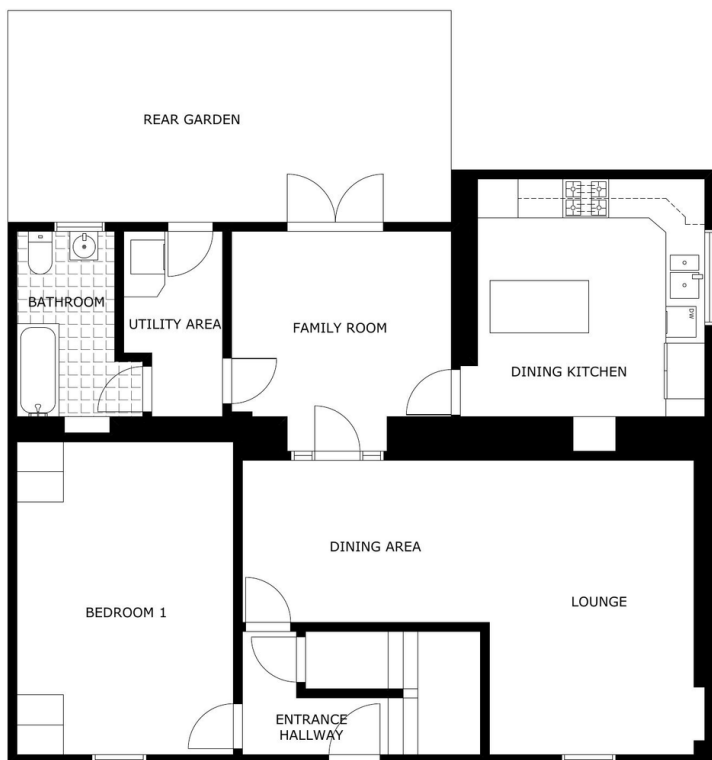 REAR GARDEN
BATHROOM
UTILITY AREA
FAMILY ROOM
DINING KITCHEN
DW
DINING AREA
LOUNGE
BEDROOM 1
ENTRANCE
HALLWAY